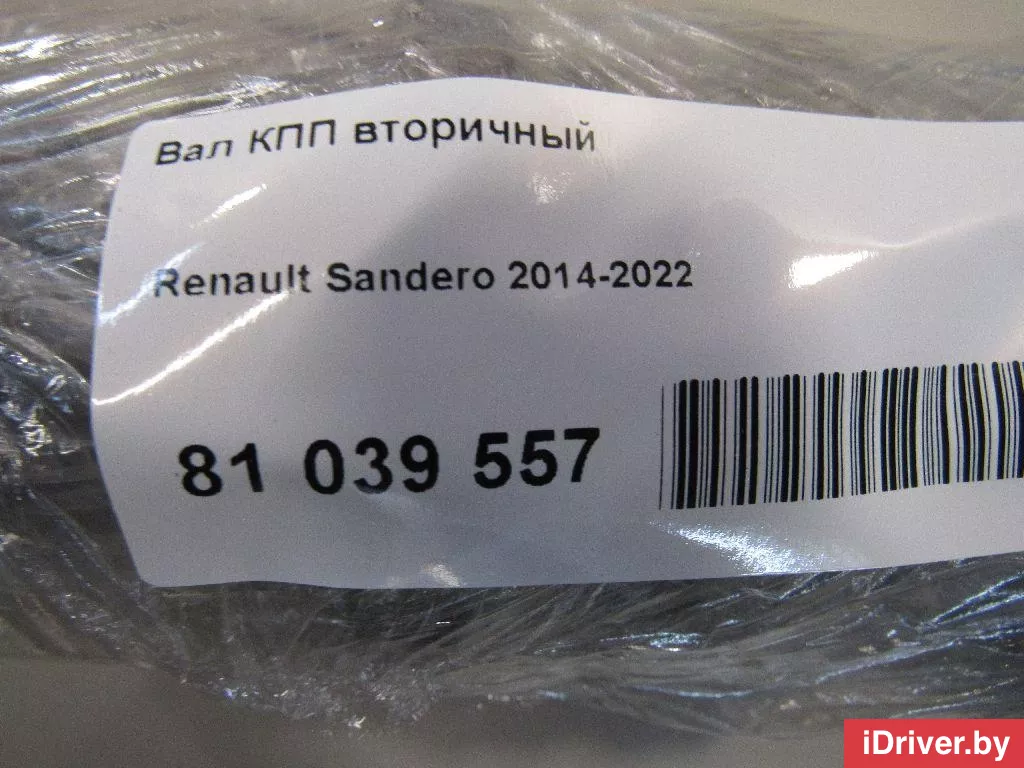 Вал КПП вторичный
Renault Sandero 2014-2022
81 039 557
iDriver.by